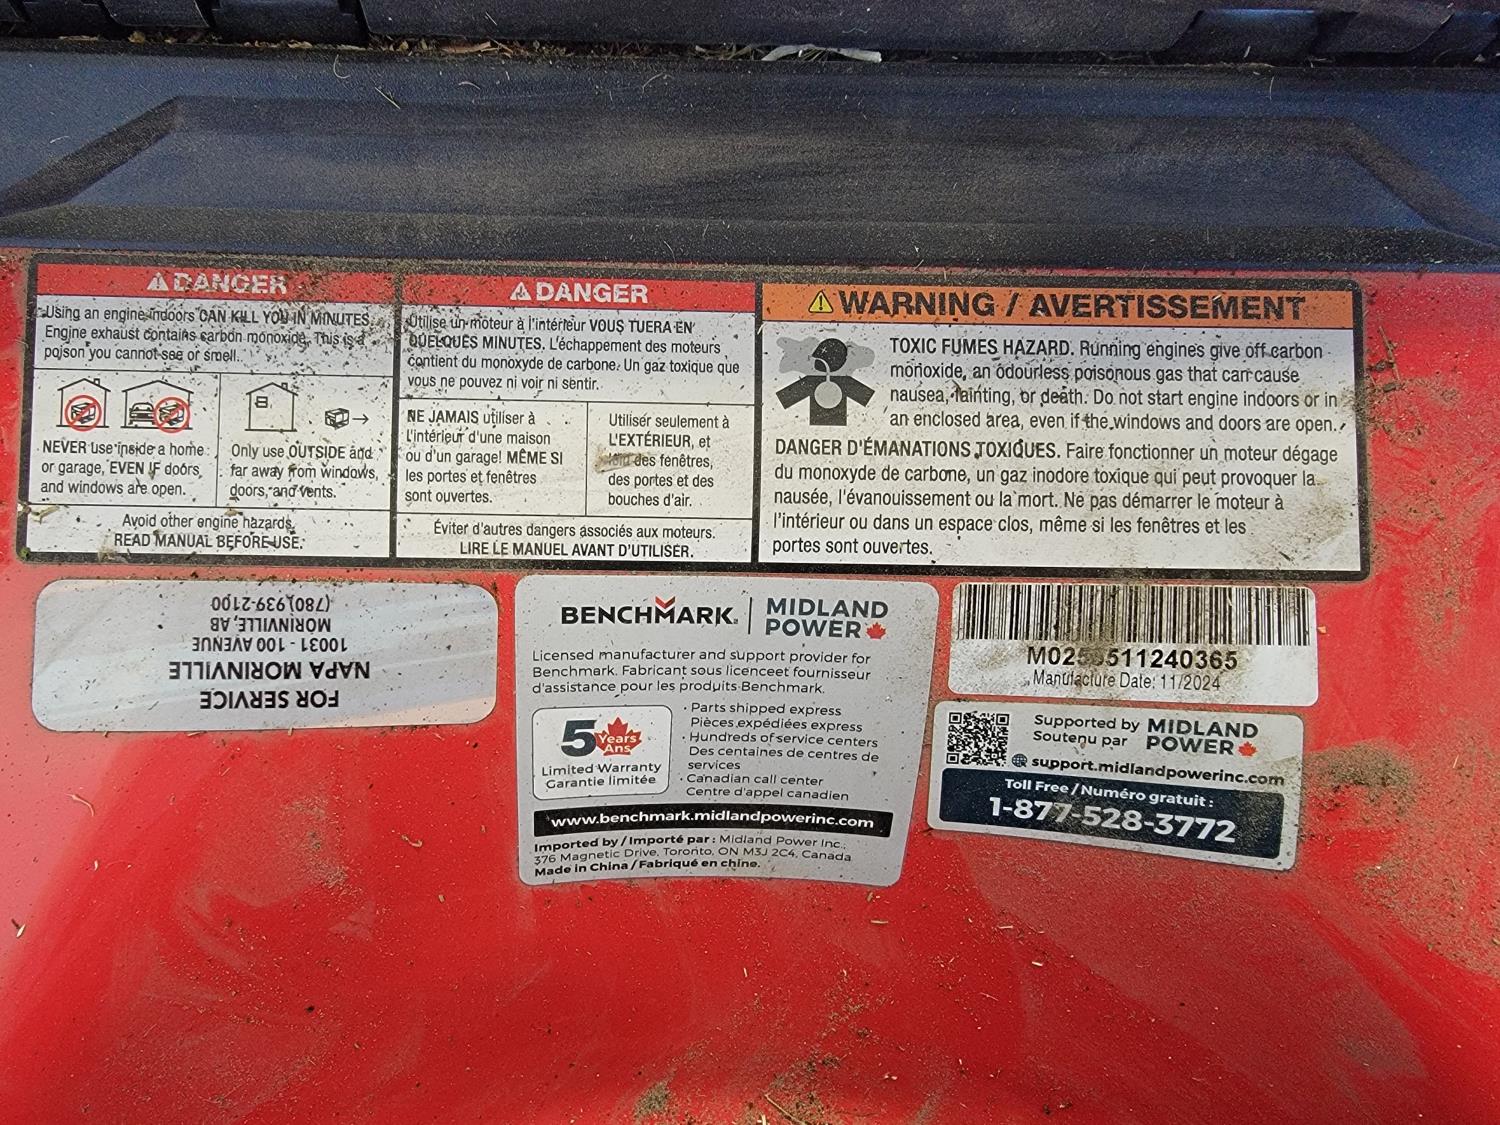 DANGER
Using an engine indoors CAN KILL YOU IN MINUTES.
Engine exhaust contains carbon monoxide. This is a
poison you cannot see or smell.
NEVER use inside a home
or garage, EVEN IF doors
and windows are open.
Only use OUTSIDE and
far away from windows,
doors, and vents.
Avoid other engine hazards.
READ MANUAL BEFORE USE.
DANGER
Utilise un moteur à l'intérieur VOUS TUERA EN
QUELQUES MINUTES. L'échappement des moteurs
contient du monoxyde de carbone. Un gaz toxique que
vous ne pouvez ni voir ni sentir.
NE JAMAIS utiliser à
L'intérieur d'une maison
ou d'un garage! MÊME SI
les portes et fenêtres
sont ouvertes.
Utiliser seulement à
L'EXTÉRIEUR, et
des fenêtres,
des portes et des
bouches d'air.
Éviter d'autres dangers associés aux moteurs.
LIRE LE MANUEL AVANT D'UTILISER.
WARNING / AVERTISSEMENT
TOXIC FUMES HAZARD. Running engines give off carbon
monoxide, an odourless poisonous gas that can cause
nausea, fainting, or death. Do not start engine indoors or in
an enclosed area, even if the windows and doors are open.
DANGER D'ÉMANATIONS TOXIQUES. Faire fonctionner un moteur dégage
du monoxyde de carbone, un gaz inodore toxique qui peut provoquer la
nausée, l'évanouissement ou la mort. Ne pas démarrer le moteur à
l'intérieur ou dans un espace clos, même si les fenêtres et les
portes sont ouvertes.
FOR SERVICE
NAPA MORINVILLE
10031 - 100 AVENUE
MORINVILLE, AB
(780) 939-2100
BENCHMARK. | MIDLAND
POWER
Licensed manufacturer and support provider for
Benchmark. Fabricant sous licenceet fournisseur
d'assistance pour les produits Benchmark.
5 Years
Ans
Limited Warranty
Garantie limitée
· Parts shipped express
Pièces expédiées express
· Hundreds of service centers
Des centaines de centres de
services
· Canadian call center
Centre d'appel canadien
www.benchmark.midlandpowerinc.com
Imported by / Importé par : Midland Power Inc.,
376 Magnetic Drive, Toronto, ON M3J 2C4, Canada
Made in China / Fabriqué en chine.
Manufacture Date: 11/2024
Supported by
Soutenu par
MIDLAND
POWER
support.midlandpowerinc.com
Toll Free / Numéro gratuit :
1-877-528-3772